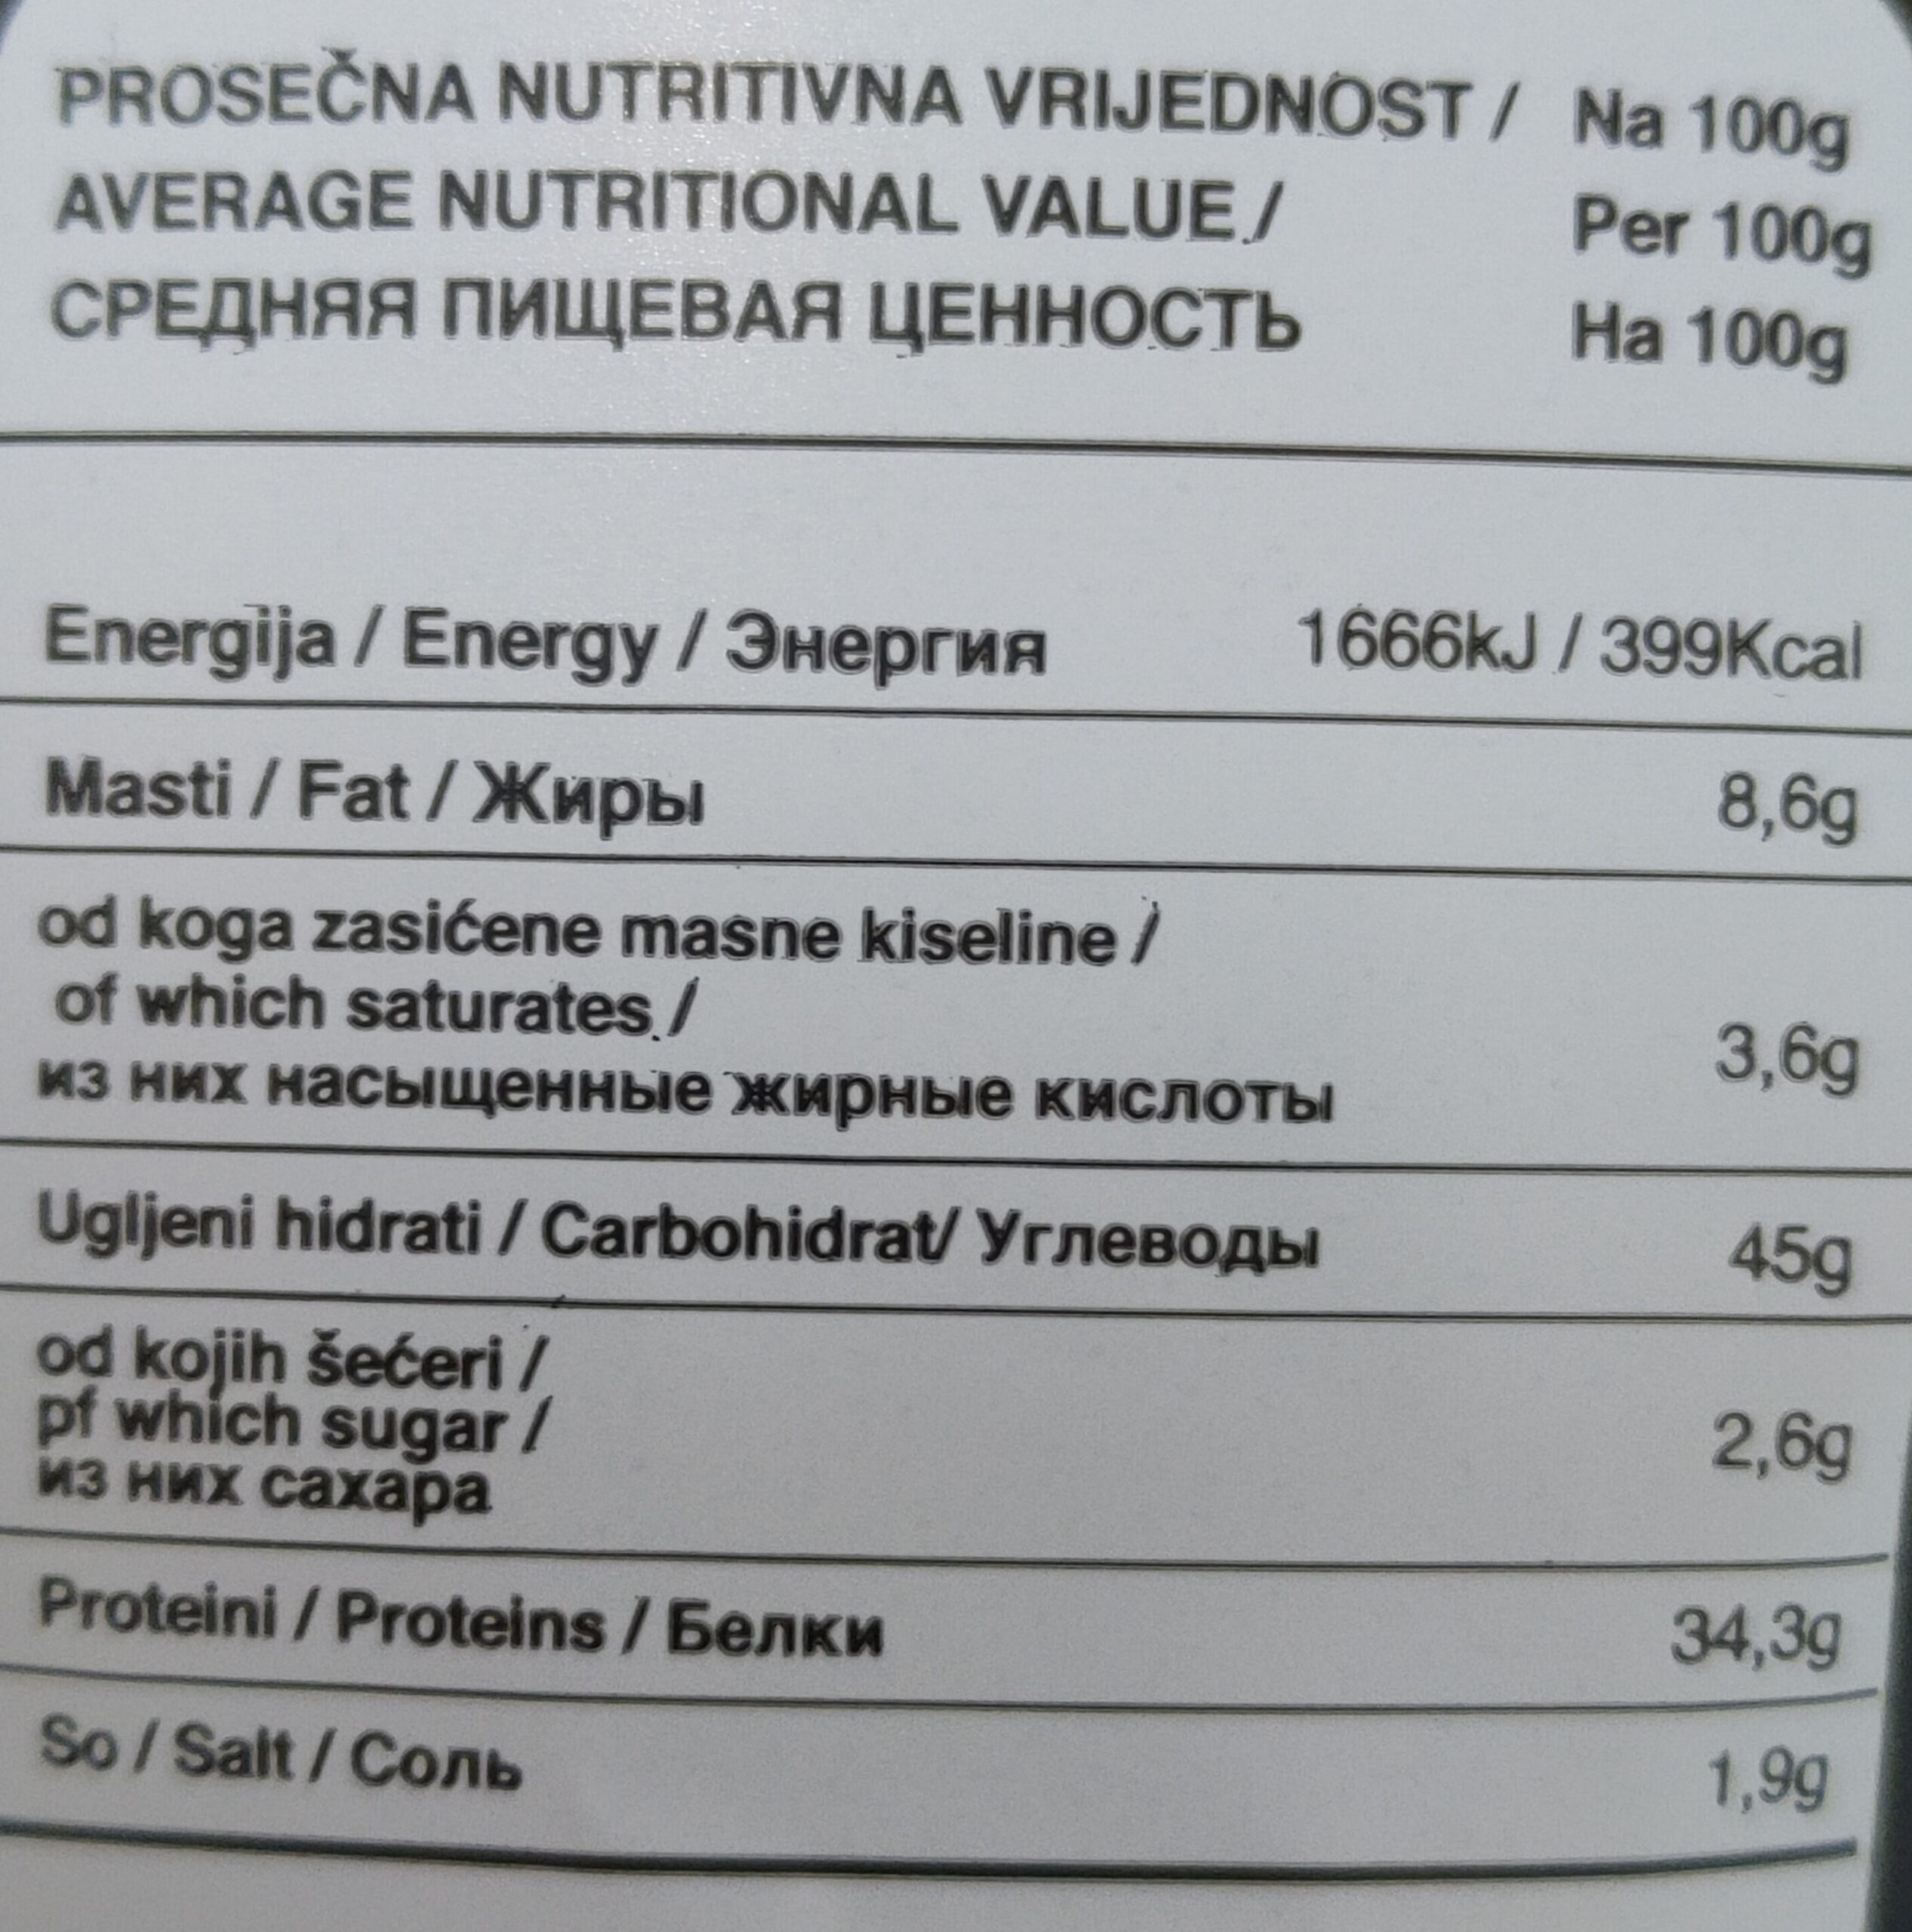 PROSEČNA NUTRITIVNA VRIJEDNOST / Na 100g
AVERAGE NUTRITIONAL VALUE / Per 100g
СРЕДНЯЯ ПИЩЕВАЯ ЦЕННОСТЬ На 100g
Energija / Energy / Энергия 1666kJ / 399Kcal
Masti / Fat / Жиры 8,6g
od koga zasićene masne kiseline /
of which saturates /
из них насыщенные жирные кислоты 3,6g
Ugljeni hidrati / Carbohidrat/ Углеводы 45g
od kojih šećeri /
pf which sugar /
из них сахара 2,6g
Proteini / Proteins / Белки 34,3g
So / Salt / Соль 1,9g